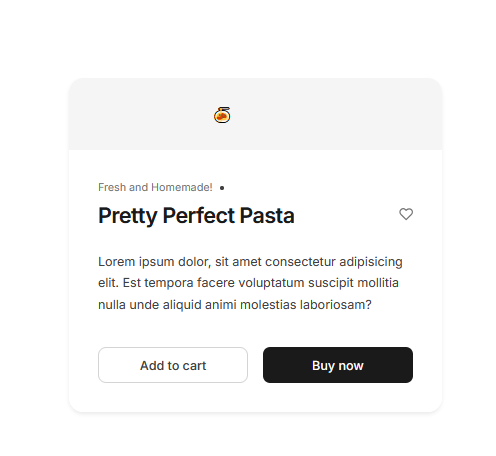 Fresh and Homemade!
Pretty Perfect Pasta
Lorem ipsum dolor, sit amet consectetur adipisicing
elit. Est tempora facere voluptatum suscipit mollitia
nulla unde aliquid animi molestias laboriosam?
Add to cart
Buy now